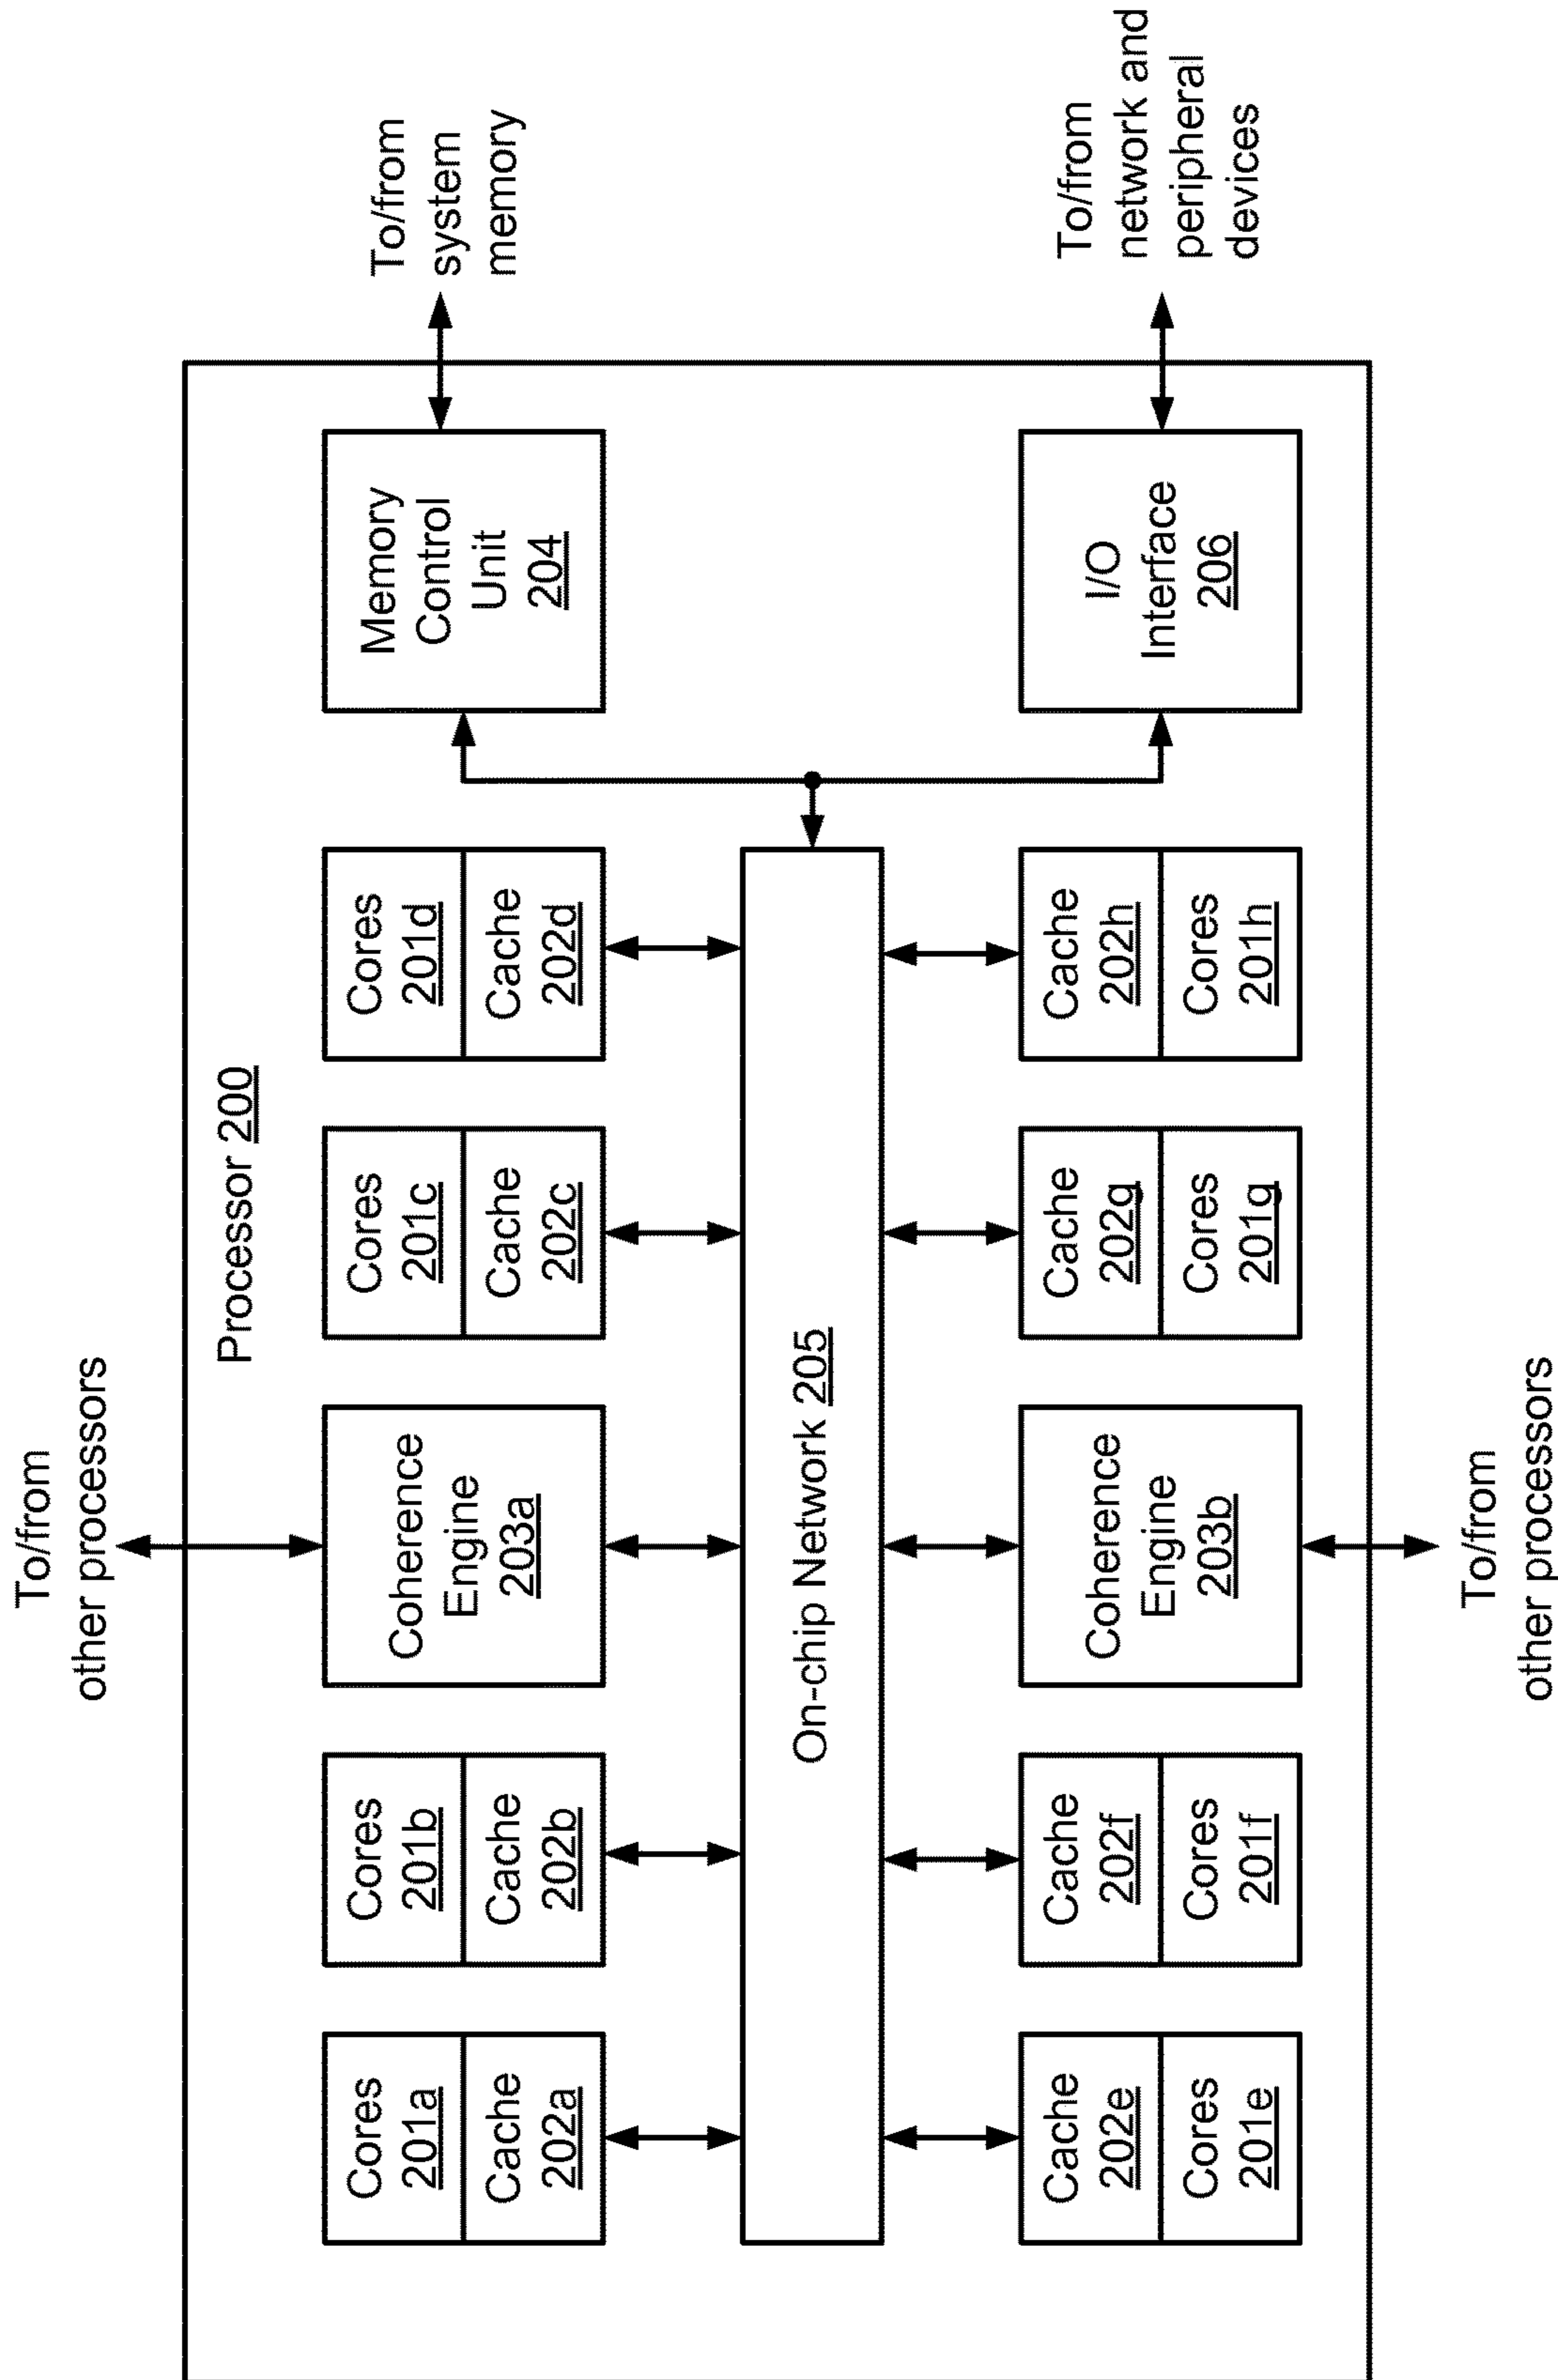 To/from
other processors
Processor 200
Cores
201a
Cache
202a
Cores
201b
Cache
202b
Coherence
Engine
203a
Cores
201c
Cache
202c
Cores
201d
Cache
202d
Memory
Control
Unit
204
To/from
system
memory
On-chip Network 205
Cache
202e
Cores
201e
Cache
202f
Cores
201f
Coherence
Engine
203b
Cache
202g
Cores
201g
Cache
202h
Cores
201h
I/O
Interface
206
To/from
network and
peripheral
devices
To/from
other processors